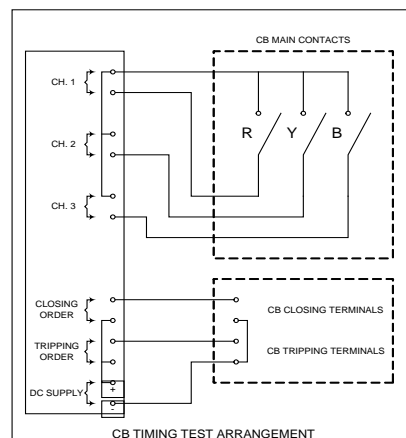 CB MAIN CONTACTS
CH. 1
R Y B
CH. 2
CH. 3
CLOSING
ORDER
CB CLOSING TERMINALS
TRIPPING
ORDER
CB TRIPPING TERMINALS
DC SUPPLY
+
-
CB TIMING TEST ARRANGEMENT